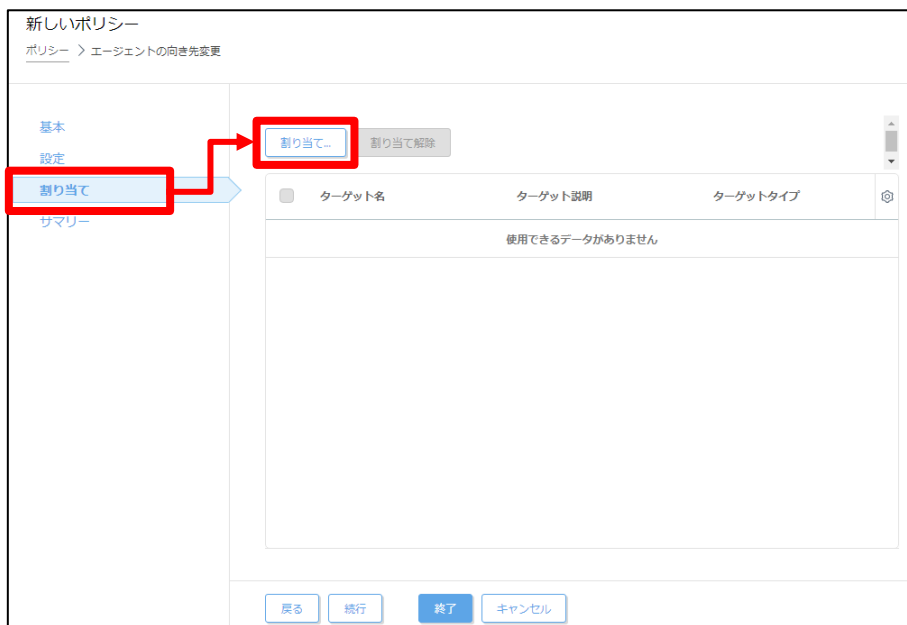 新しいポリシー
ポリシー > エージェントの向き先変更
基本
設定
割り当て
サマリー
割り当て... 割り当て解除
ターゲット名 ターゲット説明 ターゲットタイプ
使用できるデータがありません
戻る 続行 終了 キャンセル